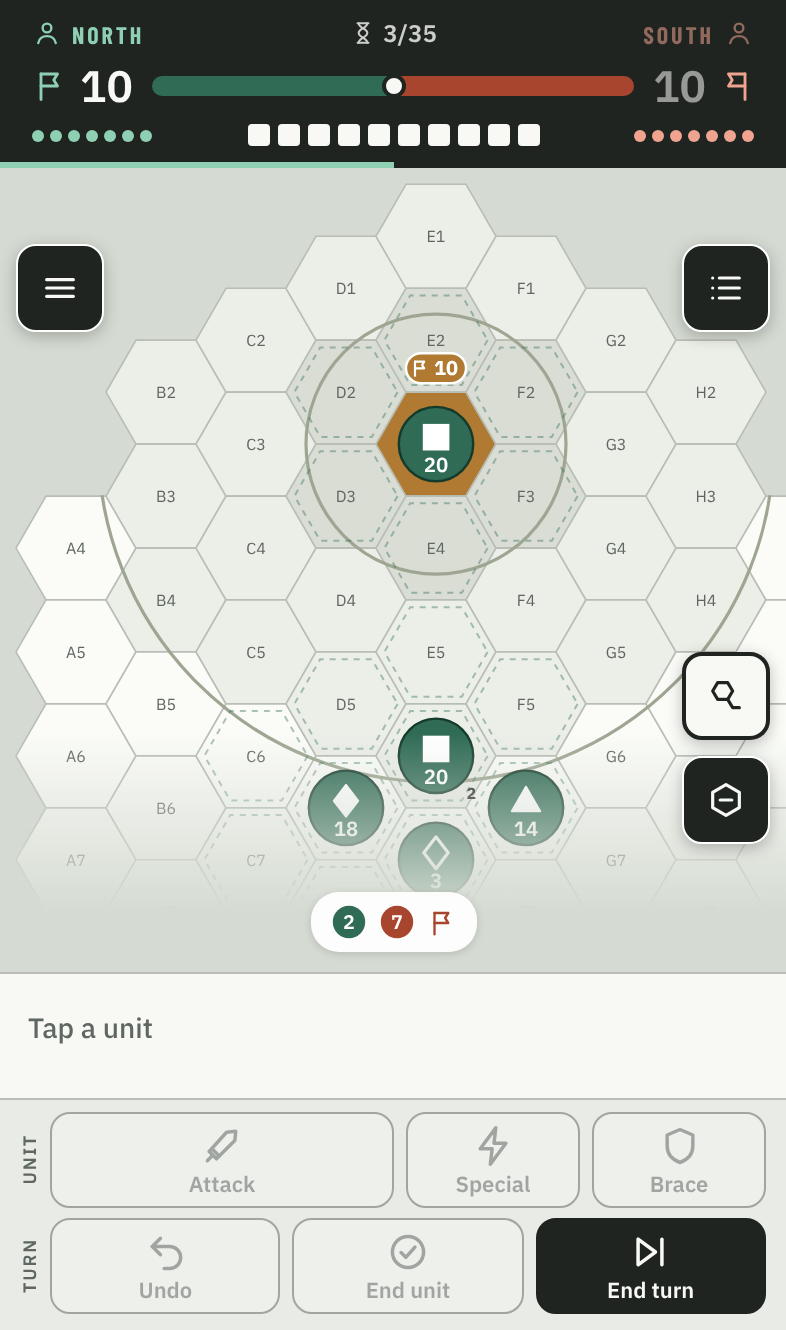 NORTH 3/35 SOUTH
10 10
E1
D1 F1
C2 E2 G2
10
B2 D2 F2 H2
C3 20 G3
B3 D3 F3 H3
A4 C4 E4 G4
B4 D4 F4 H4
A5 C5 E5 G5
B5 D5 F5
A6 C6 20 G6
2
B6 18 14
A7 C7 3 G7
2 7
Tap a unit
UNIT
Attack Special Brace
TURN
Undo End unit End turn